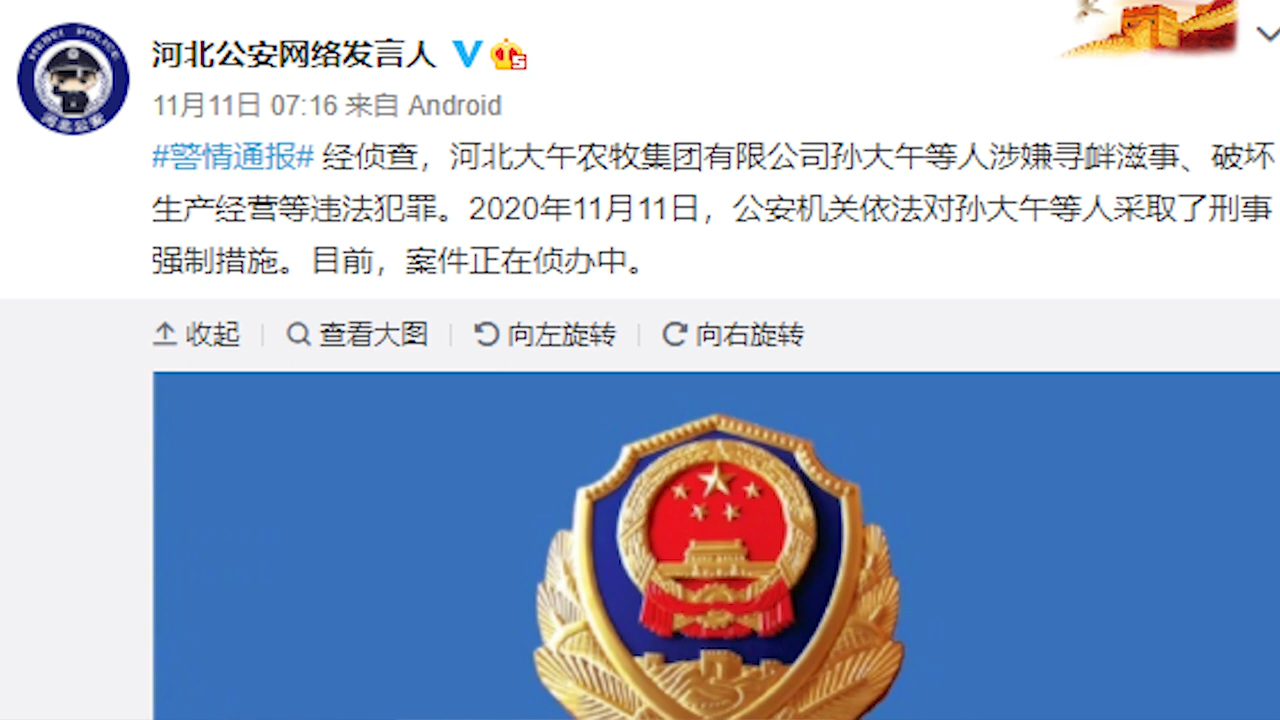 HEBEI POLICE
河北公安
河北公安网络发言人
11月11日 07:16 来自 Android
#警情通报# 经侦查，河北大午农牧集团有限公司孙大午等人涉嫌寻衅滋事、破坏
生产经营等违法犯罪。2020年11月11日，公安机关依法对孙大午等人采取了刑事
强制措施。目前，案件正在侦办中。
收起 查看大图 向左旋转 向右旋转